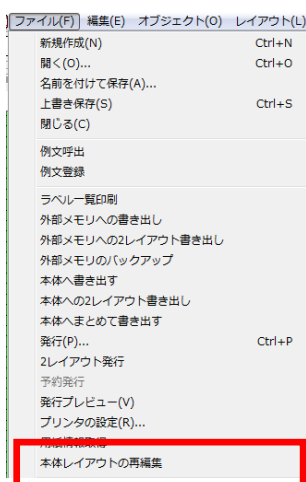 ファイル(F) 編集(E) オブジェクト(O) レイアウト(L)
新規作成(N) Ctrl+N
開く(O)... Ctrl+O
名前を付けて保存(A)...
上書き保存(S) Ctrl+S
閉じる(C)
例文呼出
例文登録
ラベル一覧印刷
外部メモリへの書き出し
外部メモリへの2レイアウト書き出し
外部メモリのバックアップ
本体へ書き出す
本体への2レイアウト書き出し
本体へまとめて書き出す
発行(P)... Ctrl+P
2レイアウト発行
予約発行
発行プレビュー(V)
プリンタの設定(R)...
用紙情報取得
本体レイアウトの再編集